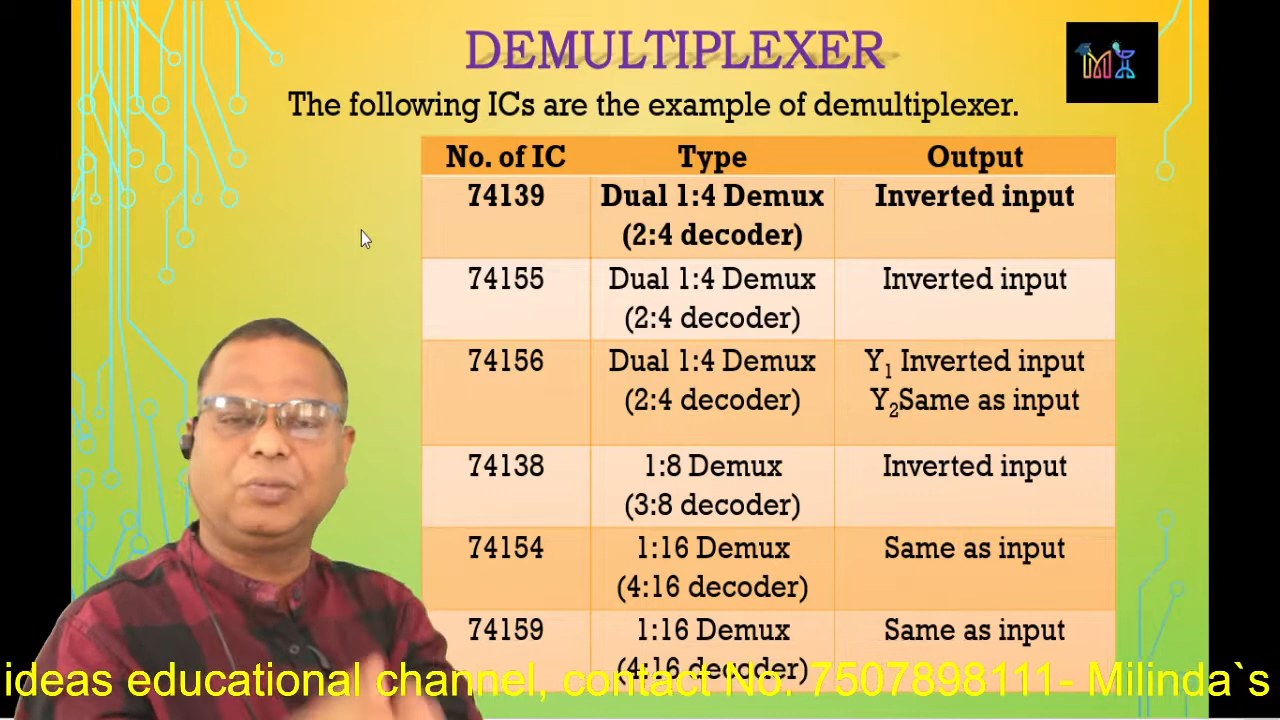 DEMULTIPLEXER
The following ICs are the example of demultiplexer.
No. of IC Type Output
74139 Dual 1:4 Demux Inverted input
(2:4 decoder)
74155 Dual 1:4 Demux Inverted input
(2:4 decoder)
74156 Dual 1:4 Demux Y₁ Inverted input
(2:4 decoder) Y₂Same as input
74138 1:8 Demux Inverted input
(3:8 decoder)
74154 1:16 Demux Same as input
(4:16 decoder)
74159 1:16 Demux Same as input
(4:16 decoder)
ideas educational channel, contact No. 7507898111- Milinda`s